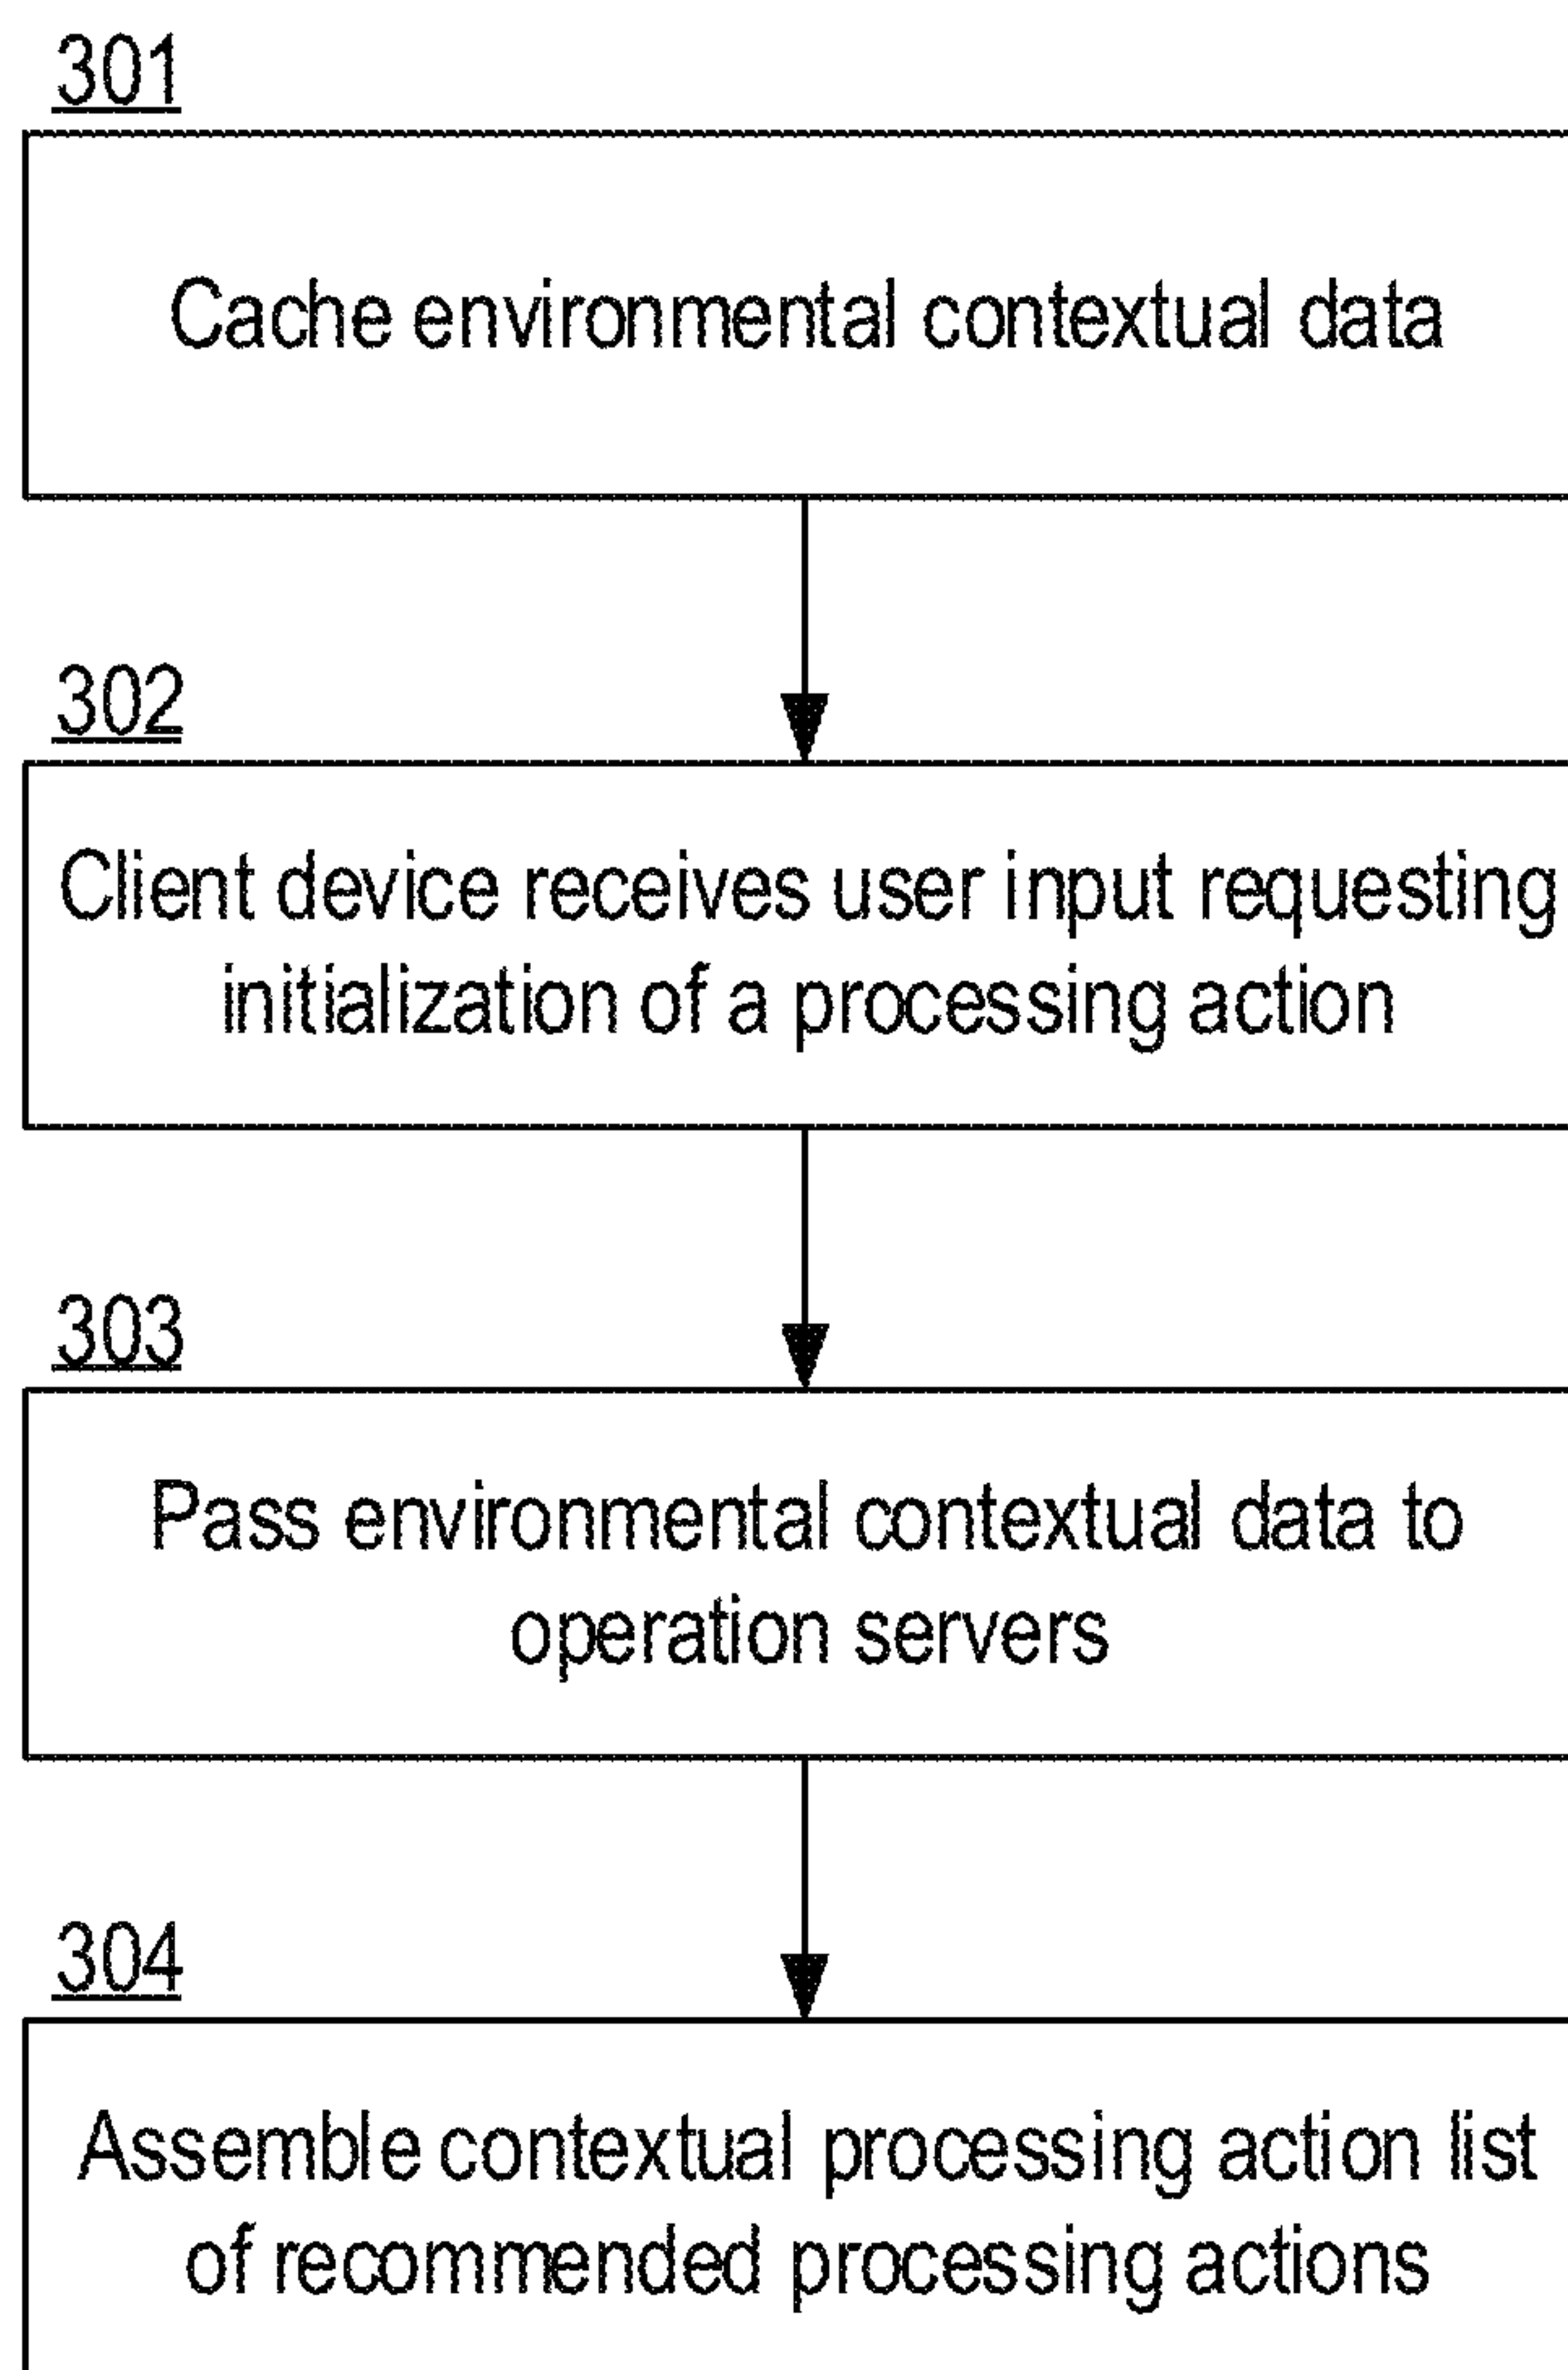 301
Cache environmental contextual data
302
Client device receives user input requesting
initialization of a processing action
303
Pass environmental contextual data to
operation servers
304
Assemble contextual processing action list
of recommended processing actions